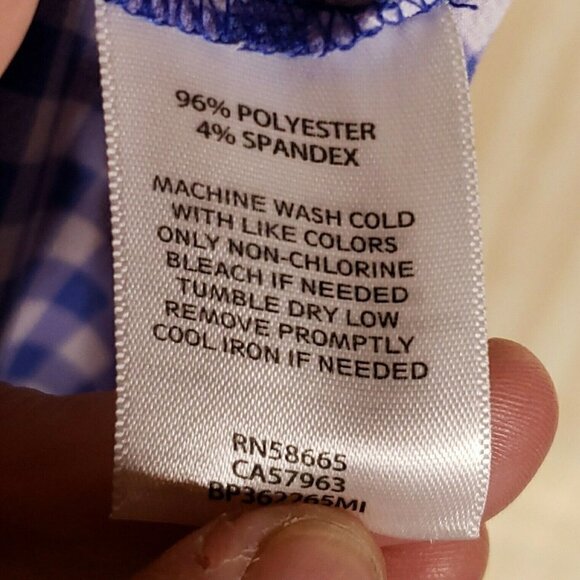 96% POLYESTER
4% SPANDEX
MACHINE WASH COLD
WITH LIKE COLORS
ONLY NON-CHLORINE
BLEACH IF NEEDED
TUMBLE DRY LOW
REMOVE PROMPTLY
COOL IRON IF NEEDED
RN58665
CA57963
BP362265MI